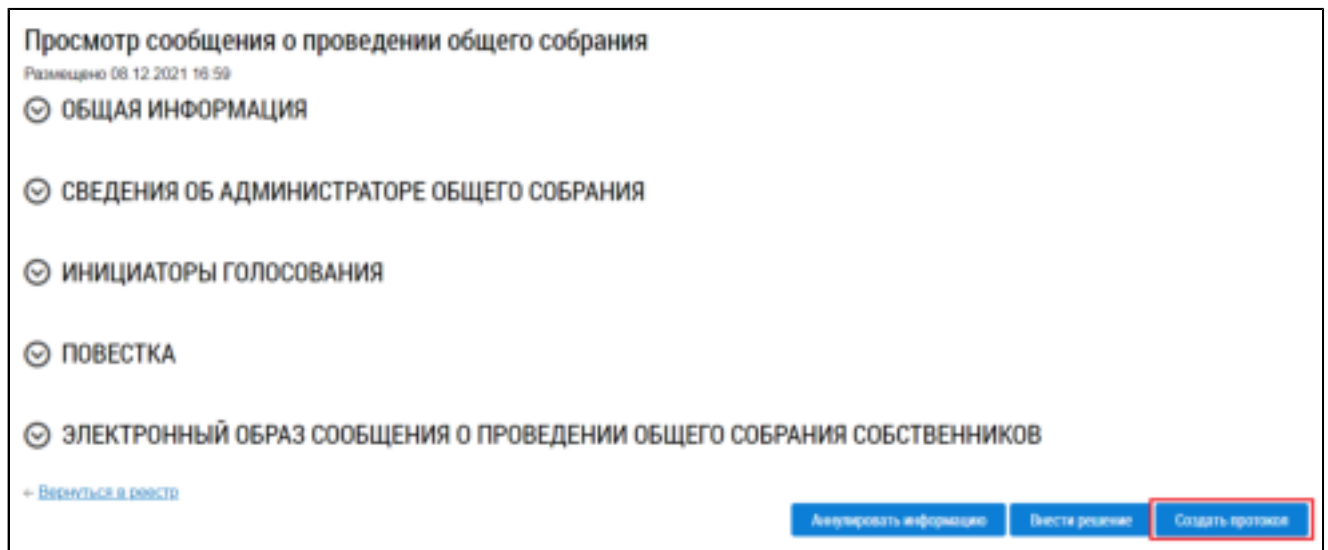 Просмотр сообщения о проведении общего собрания
Размещено 08.12.2021 16:59
ОБЩАЯ ИНФОРМАЦИЯ
СВЕДЕНИЯ ОБ АДМИНИСТРАТОРЕ ОБЩЕГО СОБРАНИЯ
ИНИЦИАТОРЫ ГОЛОСОВАНИЯ
ПОВЕСТКА
ЭЛЕКТРОННЫЙ ОБРАЗ СООБЩЕНИЯ О ПРОВЕДЕНИИ ОБЩЕГО СОБРАНИЯ СОБСТВЕННИКОВ
← Вернуться в реестр
Аннулировать информацию Внести решение Создать протокол